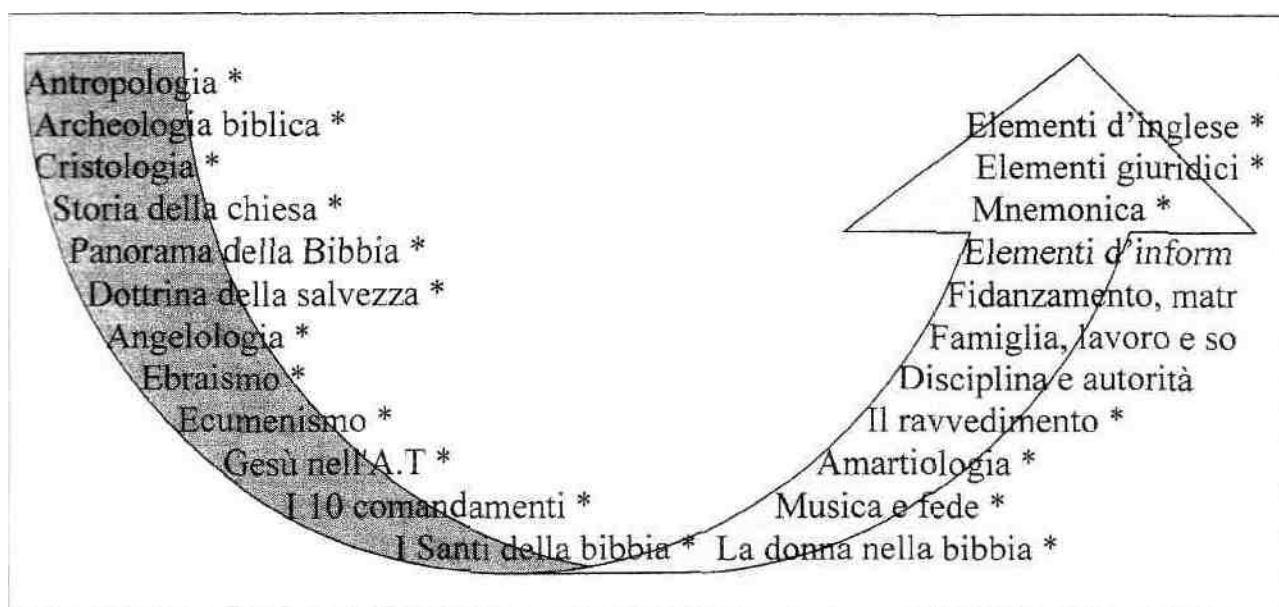 Antropologia *
Archeologia biblica *
Cristologia *
Storia della chiesa *
Panorama della Bibbia *
Dottrina della salvezza *
Angelologia *
Ebraismo *
Ecumenismo *
Gesù nell'A.T *
I 10 comandamenti *
I Santi della bibbia *
La donna nella bibbia *
Musica e fede *
Amartiologia *
Il ravvedimento *
Disciplina e autorità
Famiglia, lavoro e so
Fidanzamento, matr
Elementi d'inform
Mnemonica *
Elementi giuridici *
Elementi d'inglese *